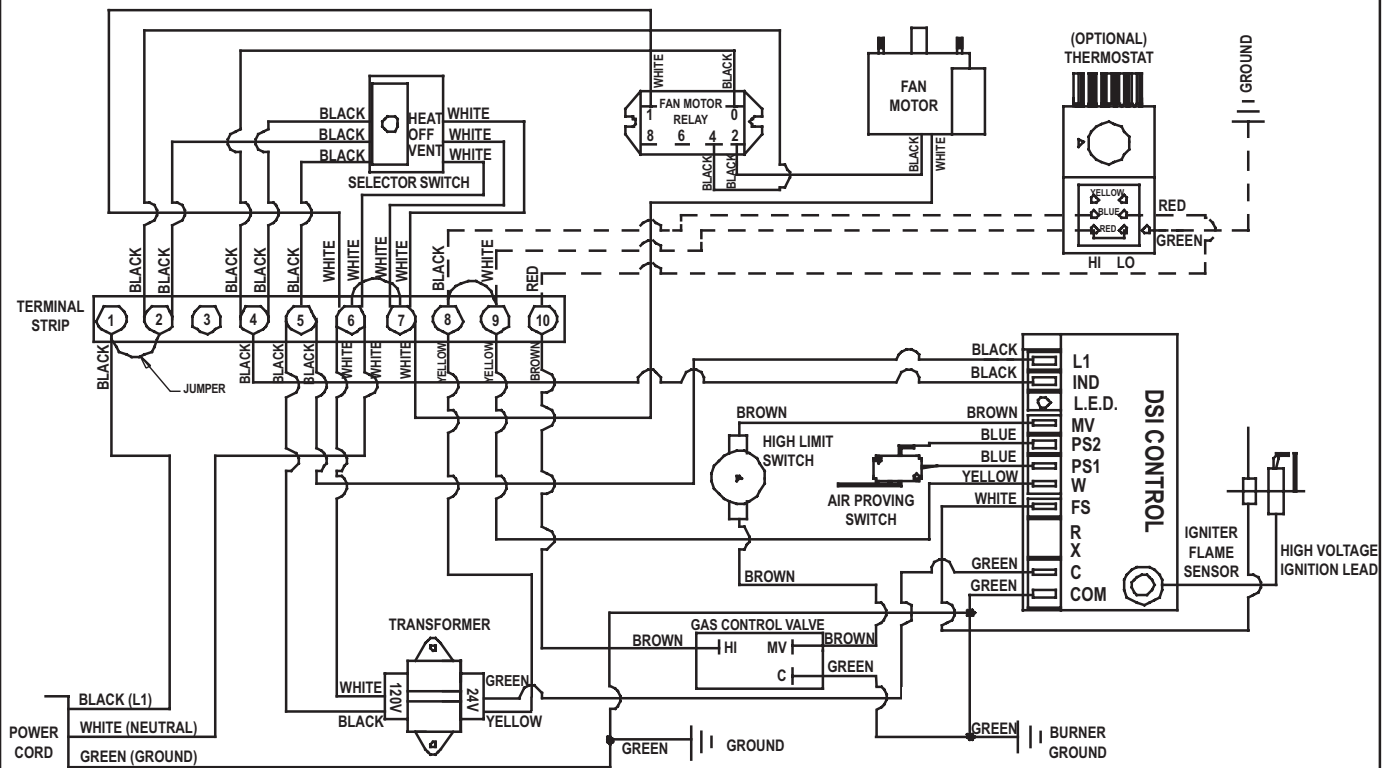 WHITE
BLACK
(OPTIONAL)
THERMOSTAT
GROUND
FAN
MOTOR
FAN MOTOR
RELAY
1
0
8
6
4
2
BLACK
BLACK
BLACK
WHITE
BLACK
HEAT
WHITE
BLACK
OFF
WHITE
BLACK
VENT
WHITE
SELECTOR SWITCH
YELLOW
BLUE
RED
RED
GREEN
HI
LO
BLACK
BLACK
BLACK
BLACK
BLACK
WHITE
WHITE
WHITE
WHITE
BLACK
WHITE
RED
TERMINAL
STRIP
1
2
3
4
5
6
7
8
9
10
BLACK
JUMPER
BLACK
BLACK
BLACK
WHITE
WHITE
WHITE
YELLOW
YELLOW
BROWN
BLACK
L1
BLACK
IND
L.E.D.
BROWN
BROWN
MV
BLUE
PS2
BLUE
PS1
YELLOW
W
WHITE
FS
R
X
GREEN
C
GREEN
COM
DSI CONTROL
HIGH LIMIT
SWITCH
AIR PROVING
SWITCH
IGNITER
FLAME
SENSOR
HIGH VOLTAGE
IGNITION LEAD
BROWN
TRANSFORMER
GAS CONTROL VALVE
BROWN
HI
MV
BROWN
C
GREEN
WHITE
120V
24V
GREEN
BLACK
YELLOW
POWER
CORD
BLACK (L1)
WHITE (NEUTRAL)
GREEN (GROUND)
GREEN
GROUND
GREEN
BURNER
GROUND